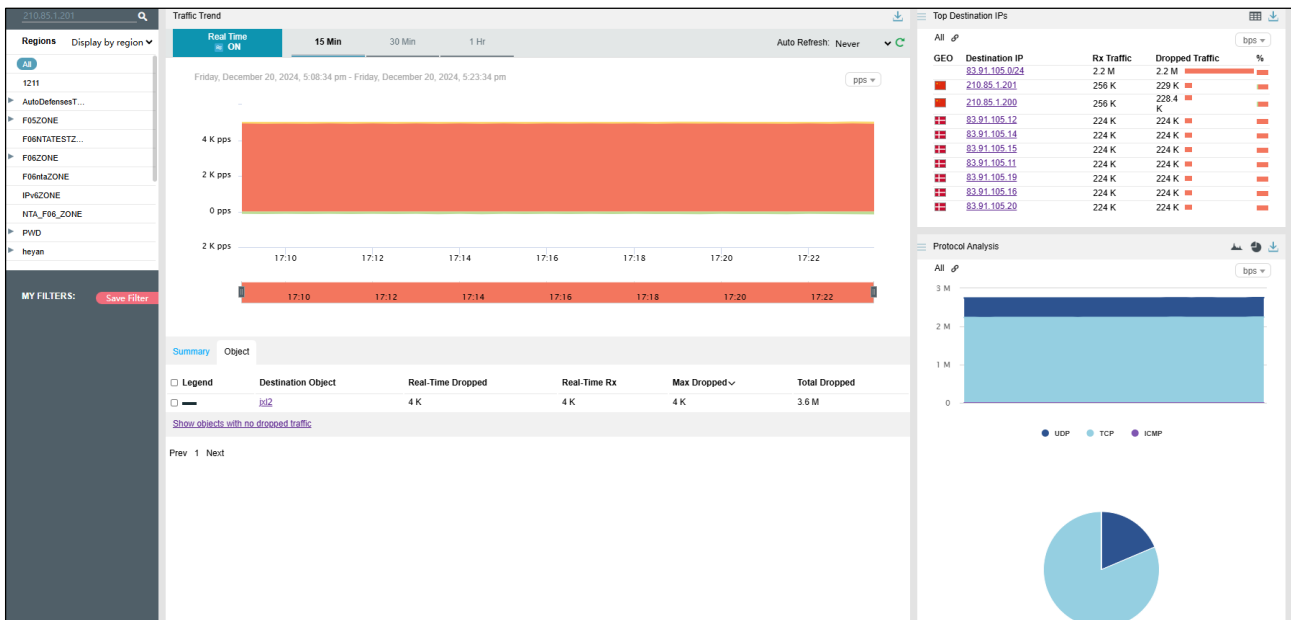 210.85.1.201
Regions Display by region
All
1211
AutoDefensesT...
F05ZONE
F06NTATESTZ...
F06ZONE
F06ntaZONE
IPv6ZONE
NTA_F06_ZONE
PWD
heyan
MY FILTERS: Save Filter
Traffic Trend
Real Time
ON
15 Min 30 Min 1 Hr
Auto Refresh: Never
Friday, December 20, 2024, 5:08:34 pm - Friday, December 20, 2024, 5:23:34 pm
pps
4 K pps
2 K pps
0 pps
2 K pps
17:10 17:12 17:14 17:16 17:18 17:20 17:22
17:10 17:12 17:14 17:16 17:18 17:20 17:22
Summary Object
Legend Destination Object Real-Time Dropped Real-Time Rx Max Dropped Total Dropped
jxl2 4 K 4 K 4 K 3.6 M
Show objects with no dropped traffic
Prev 1 Next
Top Destination IPs
All bps
GEO Destination IP Rx Traffic Dropped Traffic %
83.91.105.0/24 2.2 M 2.2 M
210.85.1.201 256 K 229 K
210.85.1.200 256 K 228.4 K
83.91.105.12 224 K 224 K
83.91.105.14 224 K 224 K
83.91.105.15 224 K 224 K
83.91.105.11 224 K 224 K
83.91.105.19 224 K 224 K
83.91.105.16 224 K 224 K
83.91.105.20 224 K 224 K
Protocol Analysis
All bps
3 M
2 M
1 M
0
UDP TCP ICMP